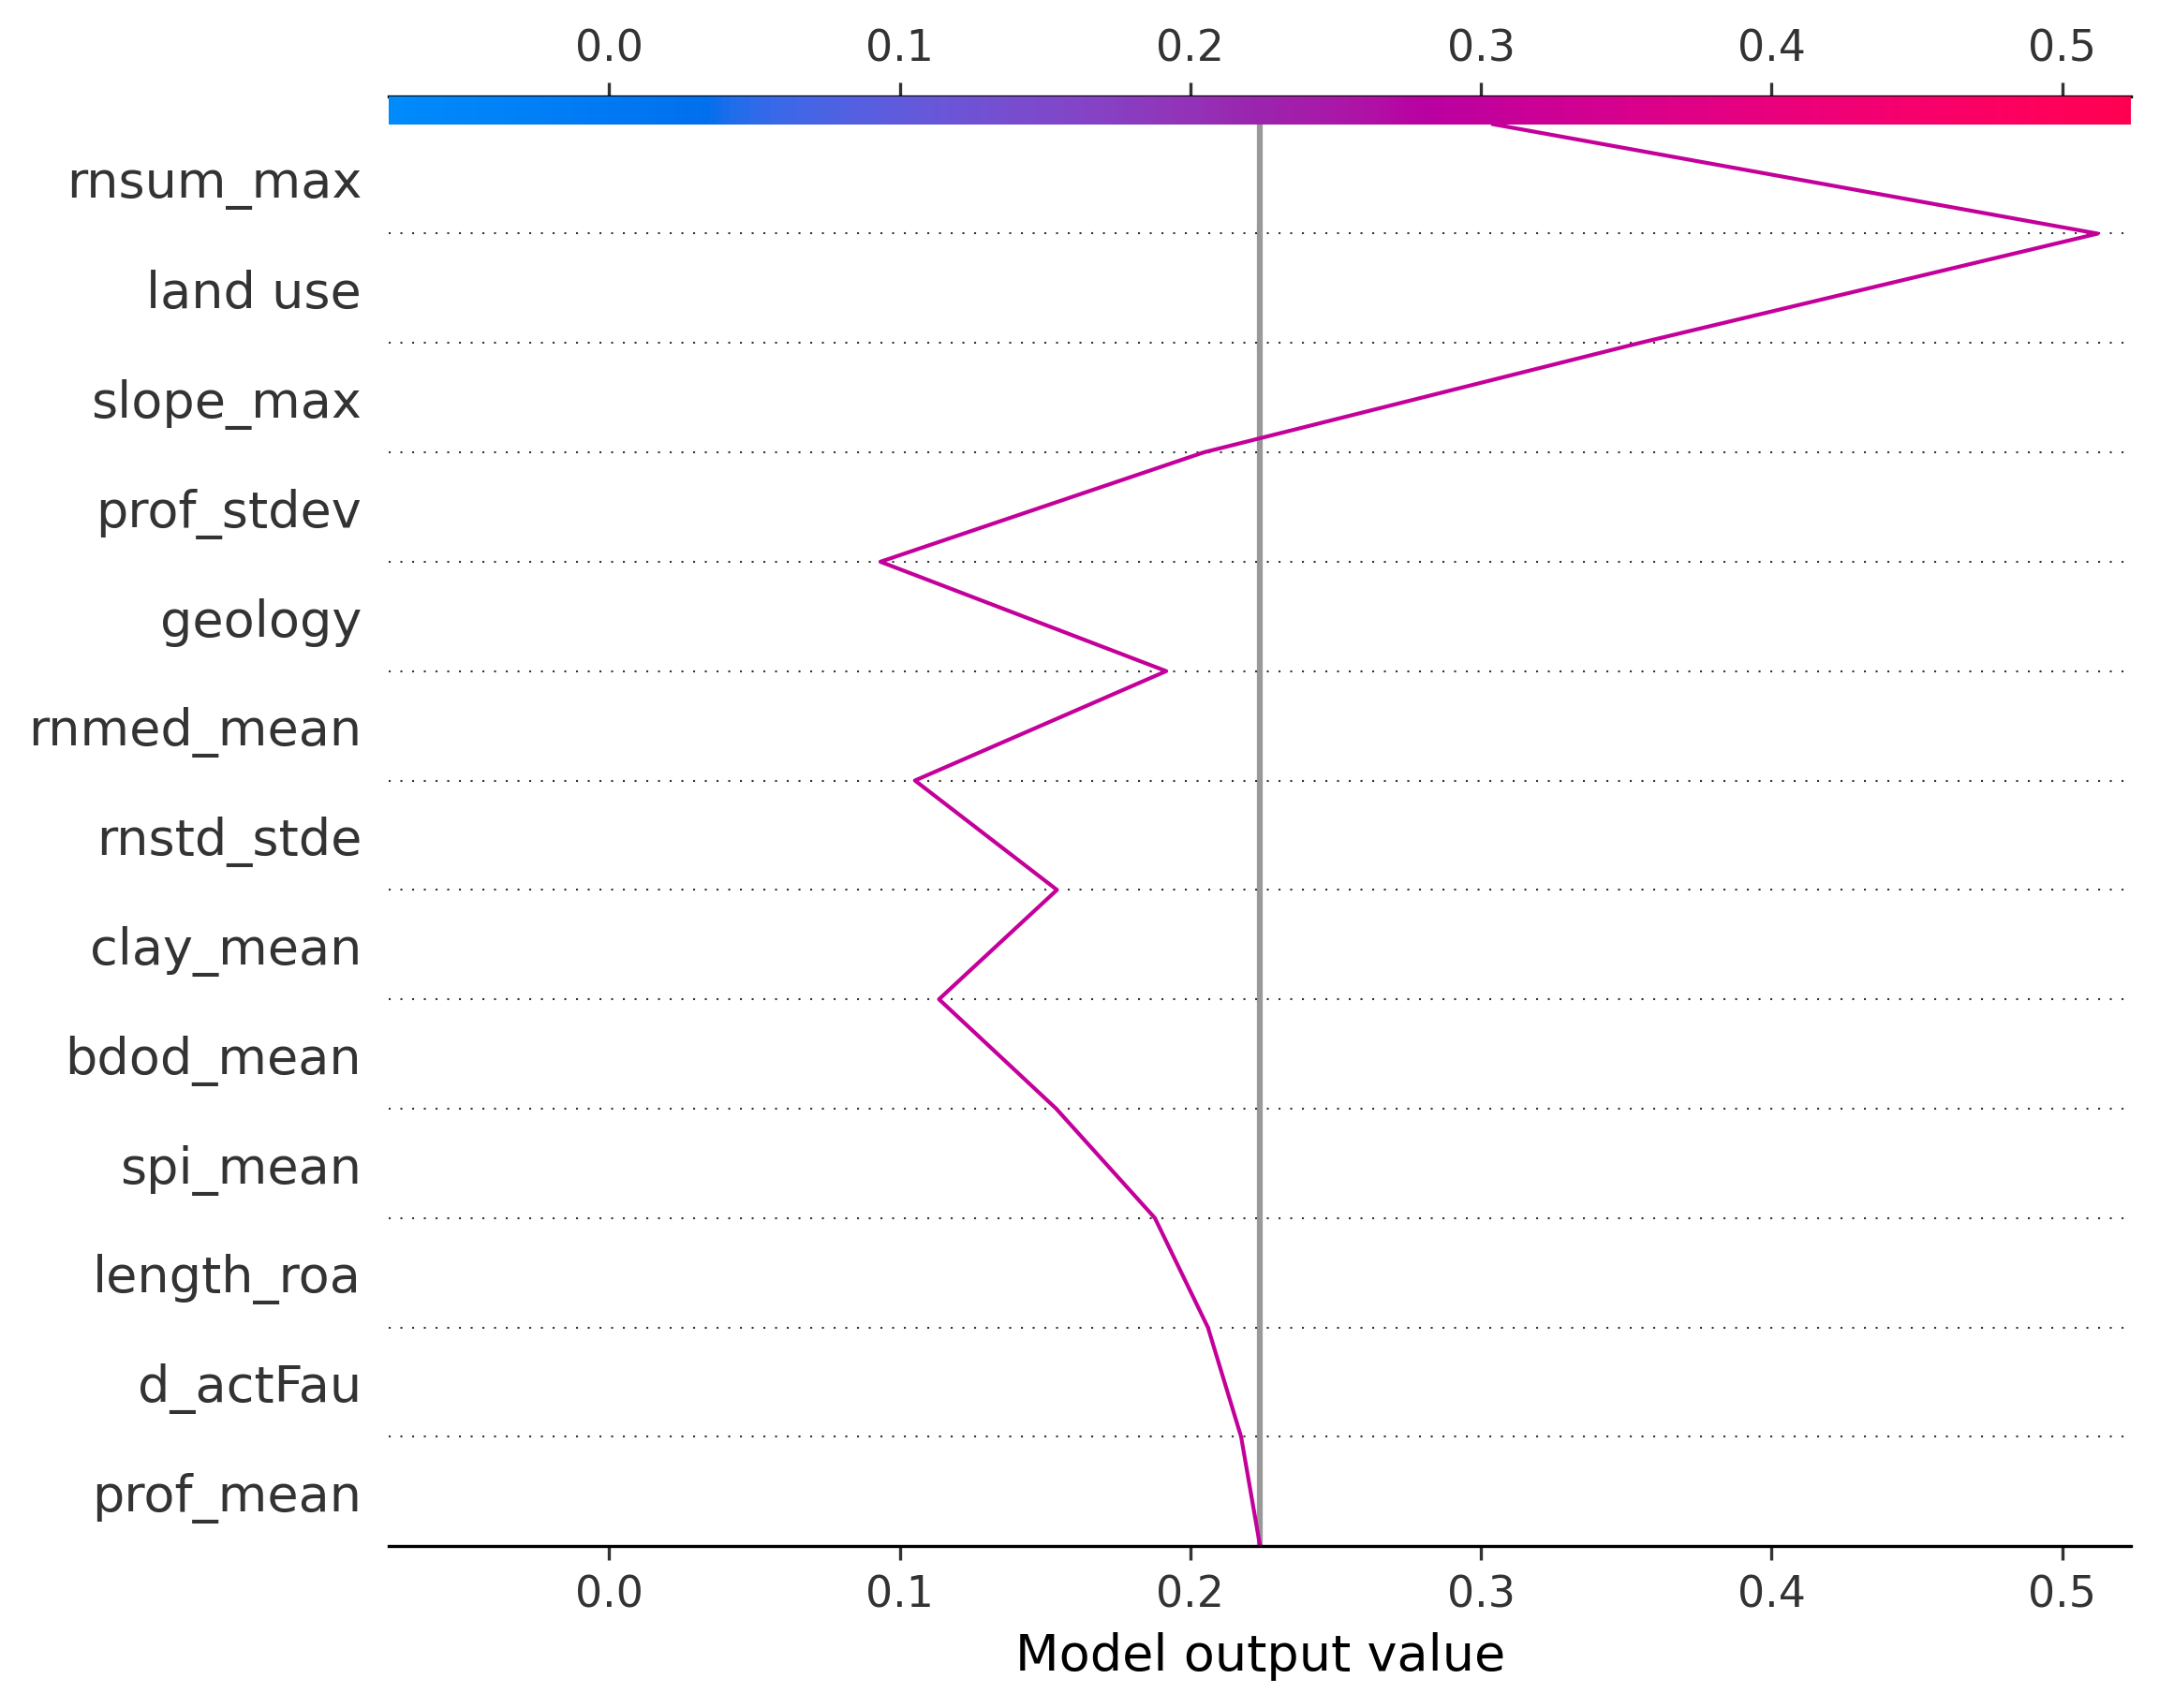 0.0 0.1 0.2 0.3 0.4 0.5
rnsum_max
land use
slope_max
prof_stdev
geology
rnmed_mean
rnstd_stde
clay_mean
bdod_mean
spi_mean
length_roa
d_actFau
prof_mean
0.0 0.1 0.2 0.3 0.4 0.5
Model output value